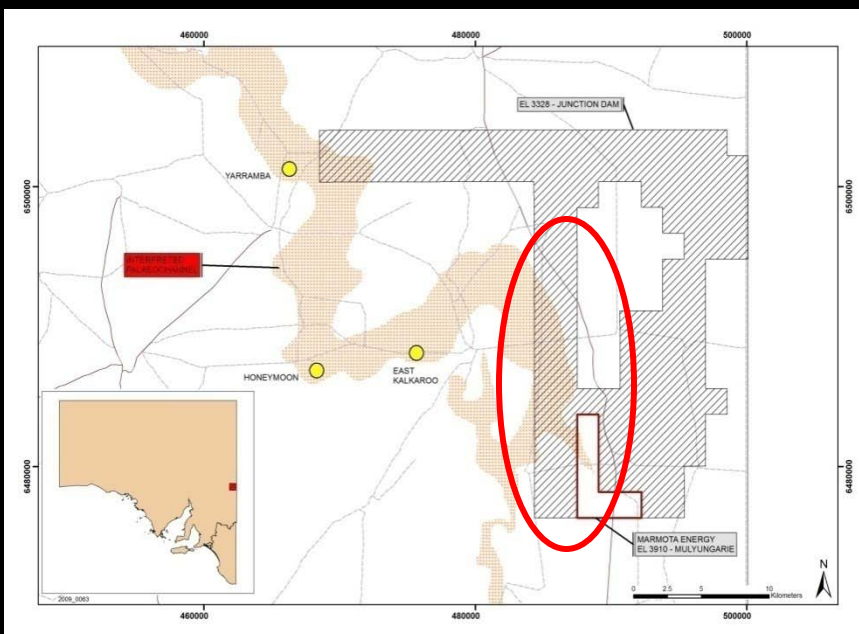 460000
480000
500000
EL 3328 - JUNCTION DAM
YARRAMBA
6500000
6500000
INTERPRETED
PALAEOCHANNEL
HONEYMOON
EAST
KALKAROO
6480000
6480000
MARMOTA ENERGY
EL 3910 - MULYUNGARIE
N
0 2.5 5 10
Kilometers
2009_0063
460000
480000
500000